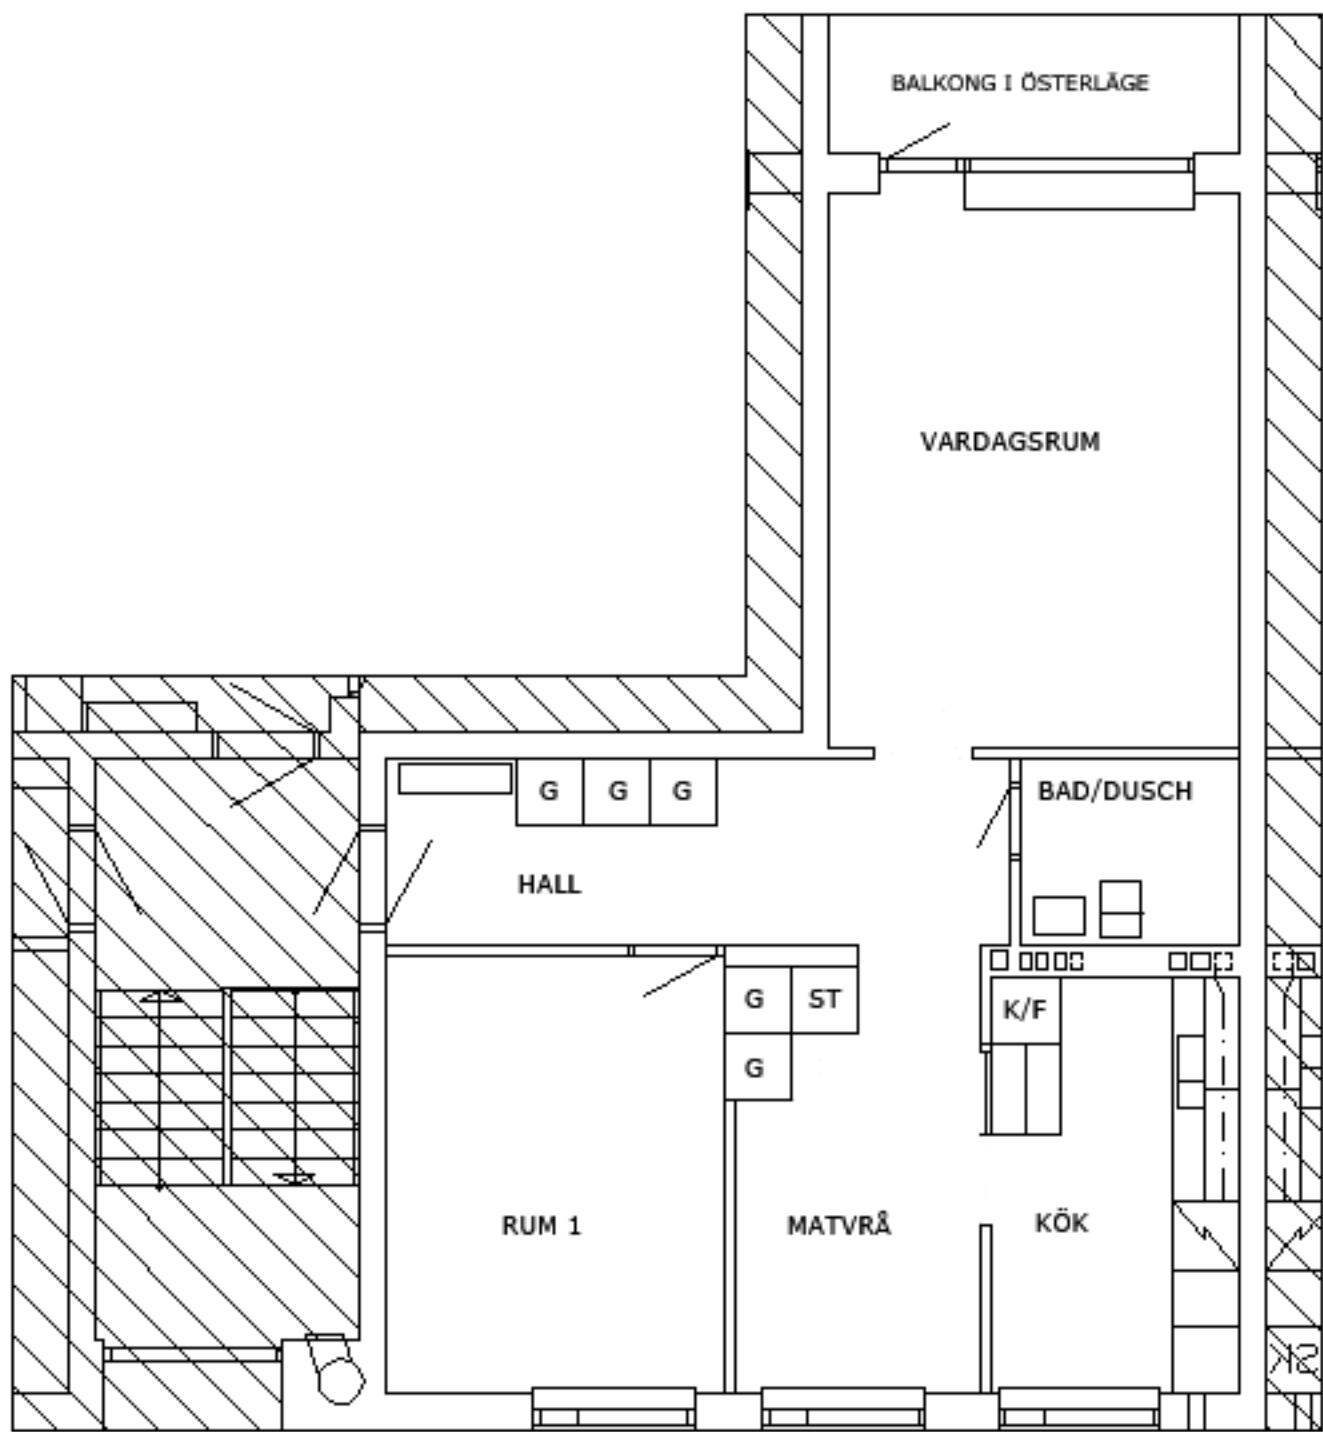 BALKONG I ÖSTERLÄGE
VARDAGSRUM
G G G
BAD/DUSCH
HALL
G ST
K/F
G
RUM 1
MATVRÅ
KÖK